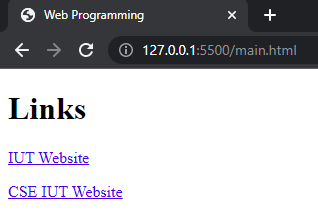 Web Programming
127.0.0.1:5500/main.html
Links
IUT Website
CSE IUT Website